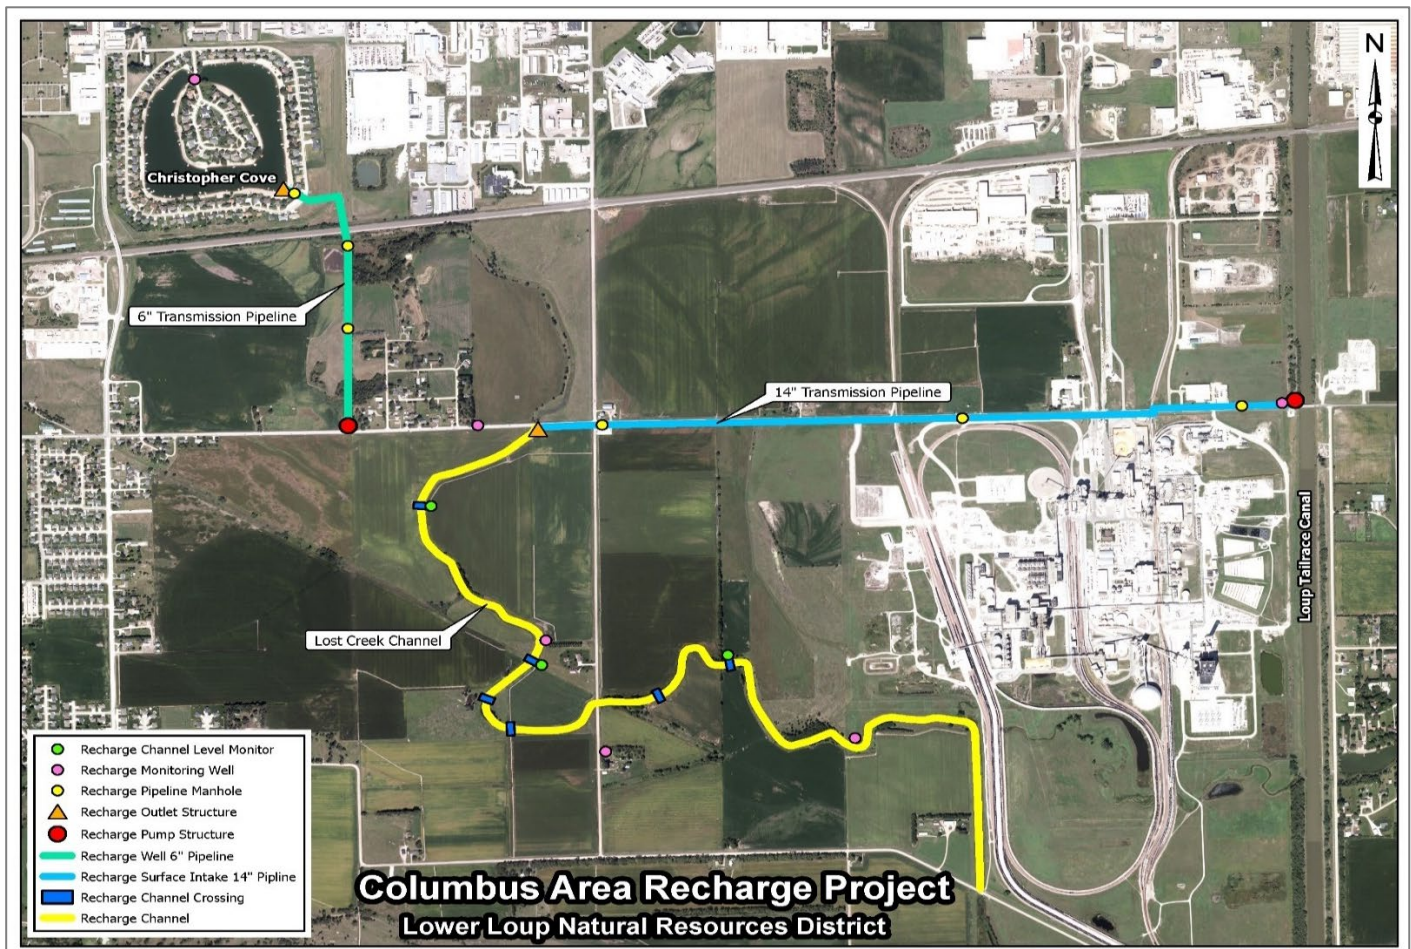 N
Christopher Cove
6" Transmission Pipeline
14" Transmission Pipeline
Loup Tailrace Canal
Lost Creek Channel
Recharge Channel Level Monitor
Recharge Monitoring Well
Recharge Pipeline Manhole
Recharge Outlet Structure
Recharge Pump Structure
Recharge Well 6" Pipeline
Recharge Surface Intake 14" Pipline
Recharge Channel Crossing
Recharge Channel
Columbus Area Recharge Project
Lower Loup Natural Resources District